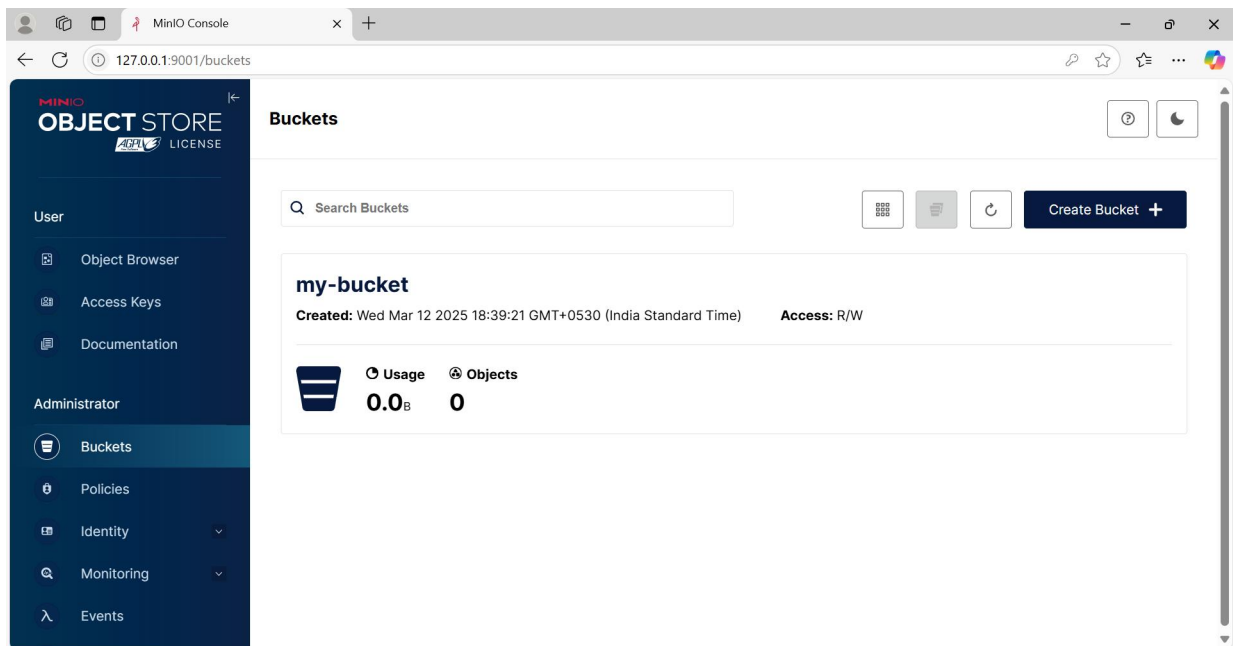 MinIO Console
127.0.0.1:9001/buckets
MINIO
OBJECT STORE
AGPLV3 LICENSE
User
Object Browser
Access Keys
Documentation
Administrator
Buckets
Policies
Identity
Monitoring
Events
Buckets
Search Buckets
Create Bucket +
my-bucket
Created: Wed Mar 12 2025 18:39:21 GMT+0530 (India Standard Time) Access: R/W
Usage Objects
0.0B 0